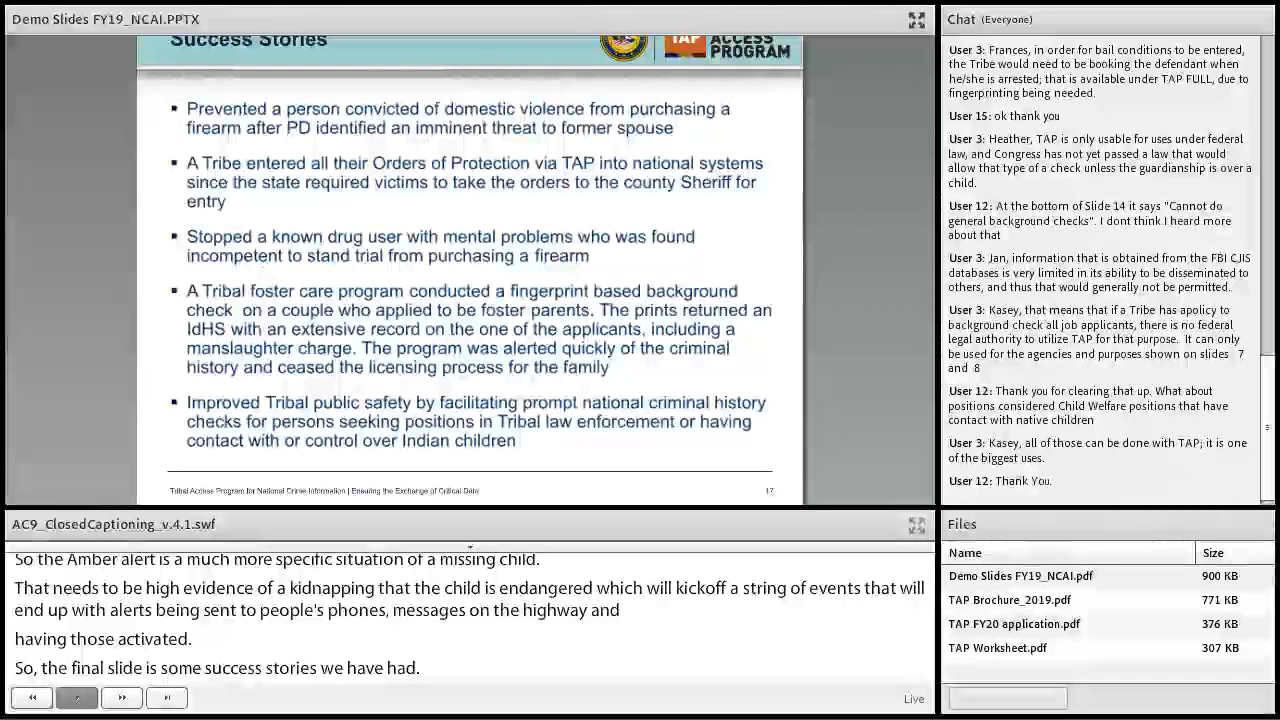 Demo Slides FY19_NCAI.PPTX
Success Stories
TAP
ACCESS
PROGRAM
▪ Prevented a person convicted of domestic violence from purchasing a
firearm after PD identified an imminent threat to former spouse
▪ A Tribe entered all their Orders of Protection via TAP into national systems
since the state required victims to take the orders to the county Sheriff for
entry
▪ Stopped a known drug user with mental problems who was found
incompetent to stand trial from purchasing a firearm
▪ A Tribal foster care program conducted a fingerprint based background
check on a couple who applied to be foster parents. The prints returned an
IdHS with an extensive record on the one of the applicants, including a
manslaughter charge. The program was alerted quickly of the criminal
history and ceased the licensing process for the family
▪ Improved Tribal public safety by facilitating prompt national criminal history
checks for persons seeking positions in Tribal law enforcement or having
contact with or control over Indian children
Tribal Access Program for National Crime Information | Ensuring the Exchange of Critical Data
17
AC9_ClosedCaptioning_v.4.1.swf
So the Amber alert is a much more specific situation of a missing child.
That needs to be high evidence of a kidnapping that the child is endangered which will kickoff a string of events that will
end up with alerts being sent to people's phones, messages on the highway and
having those activated.
So, the final slide is some success stories we have had.
Live
Chat (Everyone)
User 3: Frances, in order for bail conditions to be entered,
the Tribe would need to be booking the defendant when
he/she is arrested; that is available under TAP FULL, due to
fingerprinting being needed.
User 15: ok thank you
User 3: Heather, TAP is only usable for uses under federal
law, and Congress has not yet passed a law that would
allow that type of a check unless the guardianship is over a
child.
User 12: At the bottom of Slide 14 it says "Cannot do
general background checks". I dont think I heard more
about that
User 3: Jan, information that is obtained from the FBI CJIS
databases is very limited in its ability to be disseminated to
others, and thus that would generally not be permitted.
User 3: Kasey, that means that if a Tribe has apolicy to
background check all job applicants, there is no federal
legal authority to utilize TAP for that purpose. It can only
be used for the agencies and purposes shown on slides 7
and 8
User 12: Thank you for clearing that up. What about
positions considered Child Welfare positions that have
contact with native children
User 3: Kasey, all of those can be done with TAP; it is one
of the biggest uses.
User 12: Thank You.
Files
Name Size
Demo Slides FY19_NCAI.pdf 900 KB
TAP Brochure_2019.pdf 771 KB
TAP FY20 application.pdf 376 KB
TAP Worksheet.pdf 307 KB